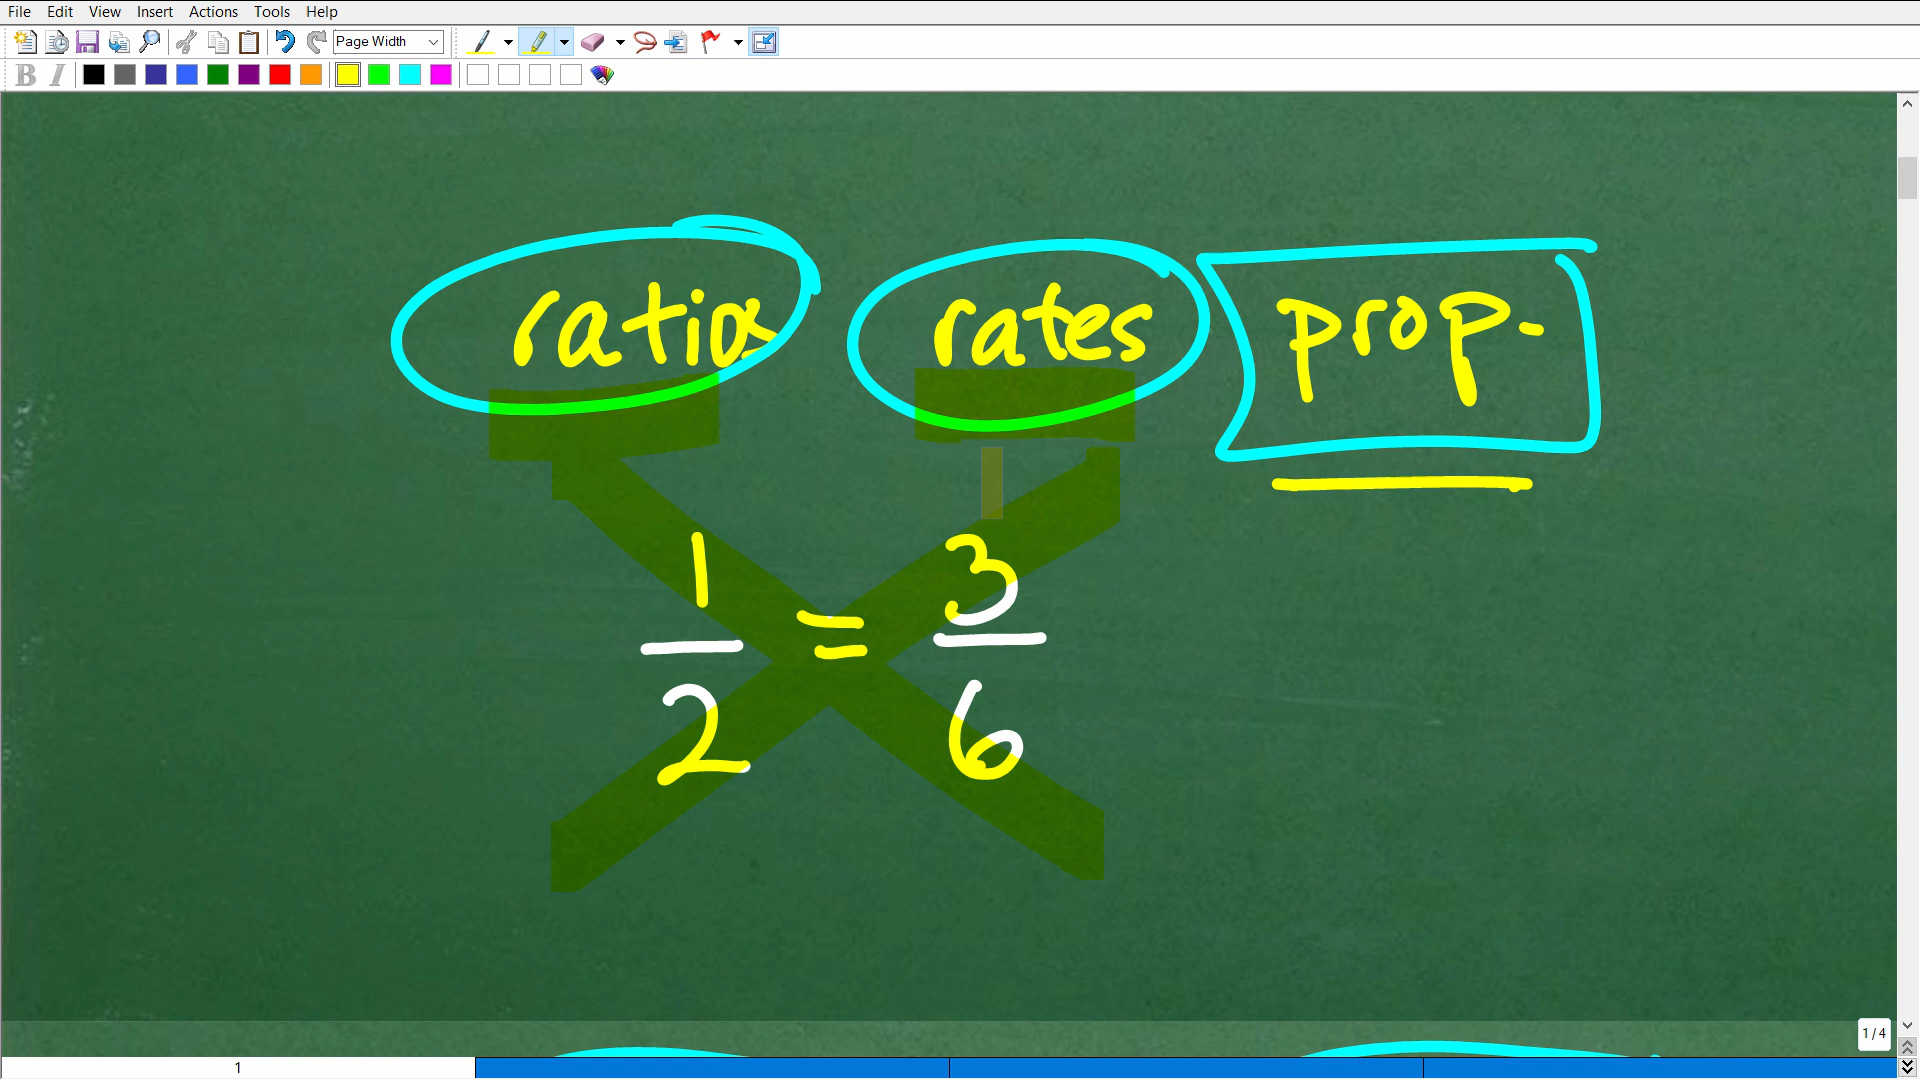 File Edit View Insert Actions Tools Help
Page Width
B I
ratios rates prop.
1/2 = 3/6
1/4
1